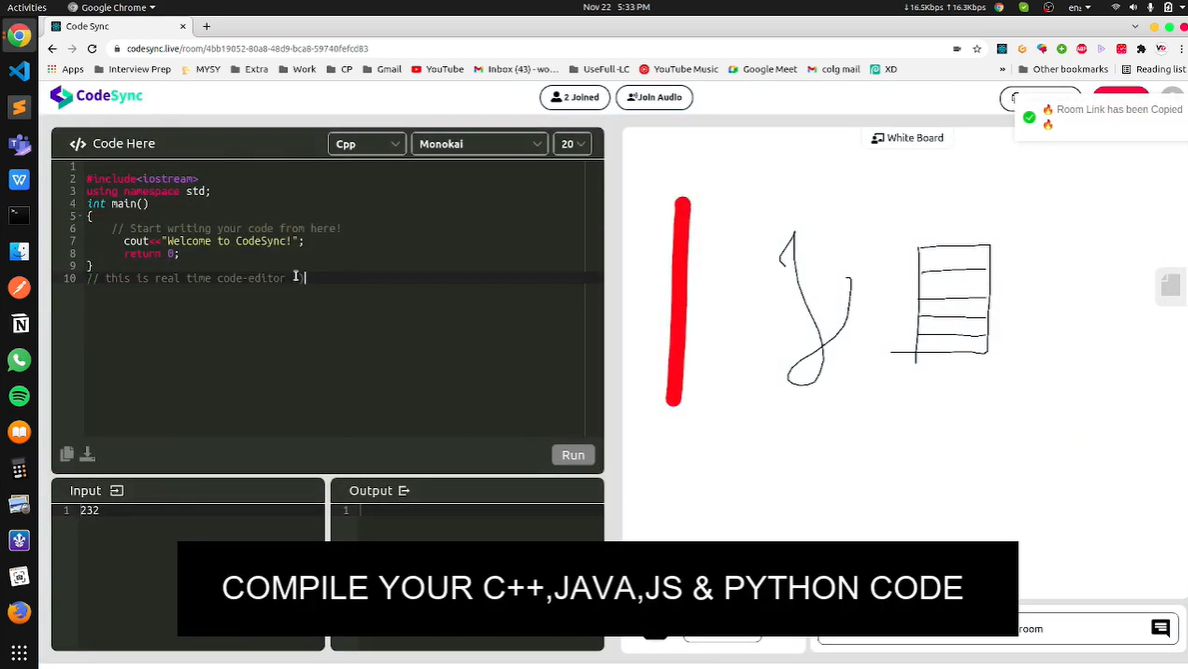 Activities
Google Chrome
Nov 22 5:33 PM
↓16.5Kbps ↑16.3Kbps
en₂
Code Sync
codesync.live/room/4bb19052-80a8-48d9-bca8-59740fefcd83
Apps Interview Prep MYSY Extra Work CP Gmail YouTube Inbox (43) - wo... UseFull-LC YouTube Music Google Meet colg mail XD » Other bookmarks Reading list
CodeSync
2 Joined
Join Audio
🔥 Room Link has been Copied
🔥
</> Code Here
Cpp
Monokai
20
White Board
1
2 #include<iostream>
3 using namespace std;
4 int main()
5 {
6 // Start writing your code from here!
7 cout<<"Welcome to CodeSync!";
8 return 0;
9 }
10 // this is real time code-editor
Run
Input
1 232
Output
1
COMPILE YOUR C++,JAVA,JS & PYTHON CODE
room